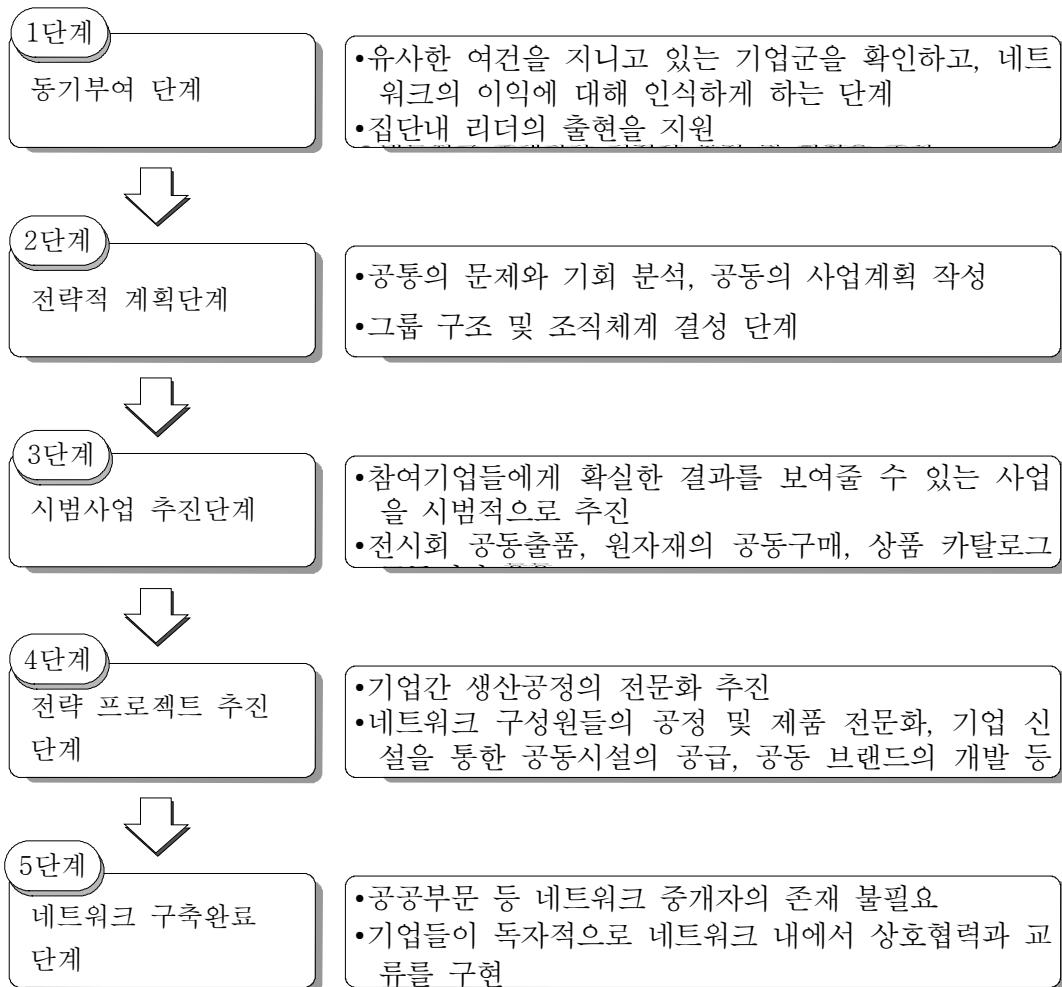 1단계
동기부여 단계
•유사한 여건을 지니고 있는 기업군을 확인하고, 네트
워크의 이익에 대해 인식하게 하는 단계
•집단내 리더의 출현을 지원
2단계
전략적 계획단계
•공통의 문제와 기회 분석, 공동의 사업계획 작성
•그룹 구조 및 조직체계 결성 단계
3단계
시범사업 추진단계
•참여기업들에게 확실한 결과를 보여줄 수 있는 사업
을 시범적으로 추진
•전시회 공동출품, 원자재의 공동구매, 상품 카탈로그
4단계
전략 프로젝트 추진
단계
•기업간 생산공정의 전문화 추진
•네트워크 구성원들의 공정 및 제품 전문화, 기업 신
설을 통한 공동시설의 공급, 공동 브랜드의 개발 등
5단계
네트워크 구축완료
단계
•공공부문 등 네트워크 중개자의 존재 불필요
•기업들이 독자적으로 네트워크 내에서 상호협력과 교
류를 구현